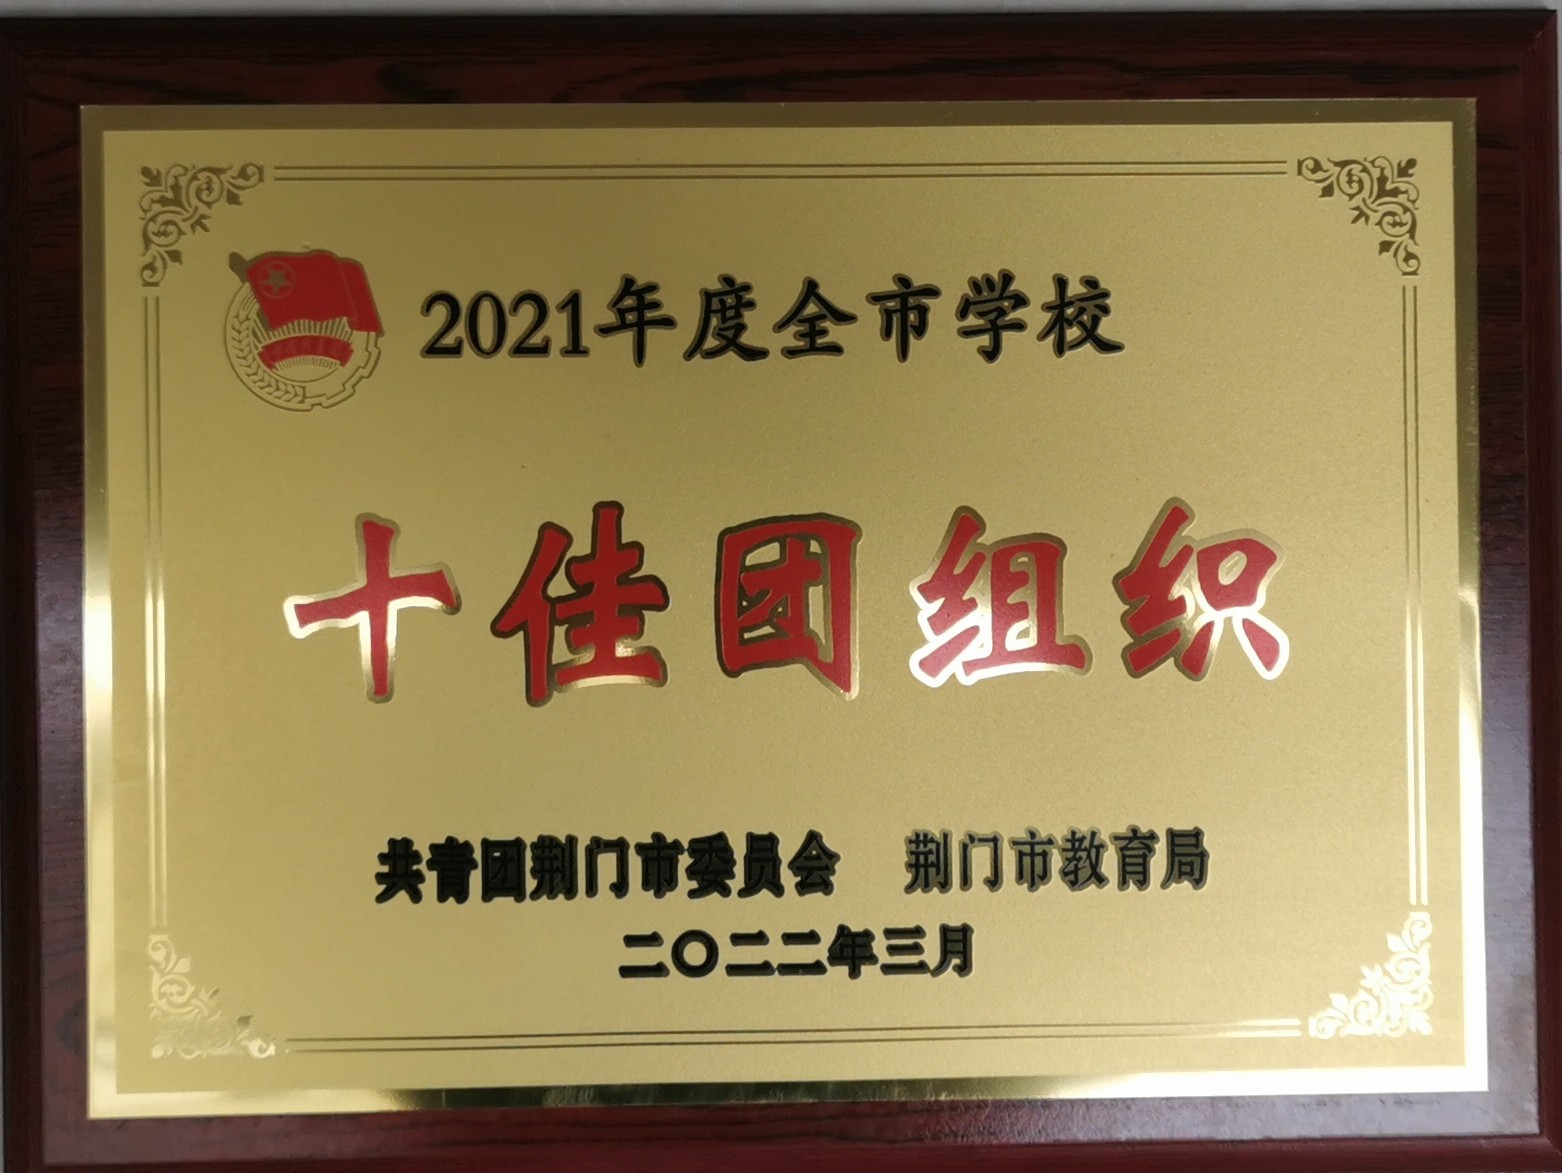 2021年度全市学校
十佳团组织
共青团荆门市委员会 荆门市教育局
二〇二二年三月